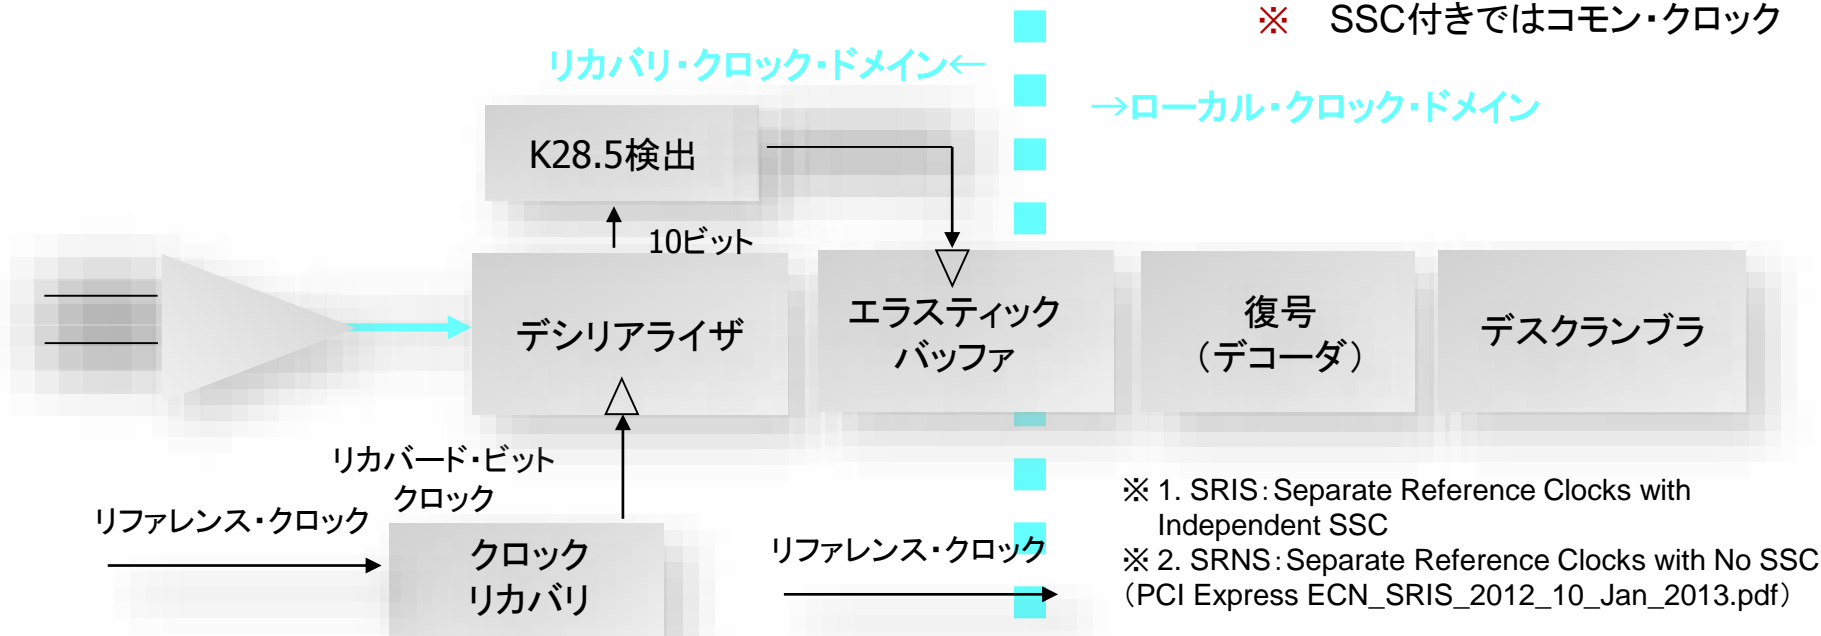 ※ SSC付きではコモン・クロック
リカバリ・クロック・ドメイン←
→ローカル・クロック・ドメイン
K28.5検出
10ビット
デシリアライザ
エラスティック
バッファ
復号
（デコーダ）
デスクランブラ
リカバード・ビット
クロック
リファレンス・クロック
クロック
リカバリ
リファレンス・クロック
※ 1. SRIS：Separate Reference Clocks with
Independent SSC
※ 2. SRNS：Separate Reference Clocks with No SSC
（PCI Express ECN_SRIS_2012_10_Jan_2013.pdf）